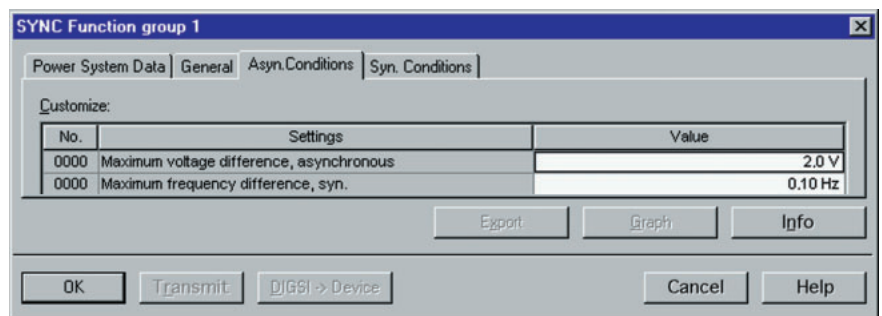 SYNC Function group 1
Power System Data General Asyn.Conditions Syn. Conditions
Customize:
No. Settings Value
0000 Maximum voltage difference, asynchronous 2.0 V
0000 Maximum frequency difference, syn. 0.10 Hz
Export Graph Info
OK Transmit DIGSI -> Device Cancel Help